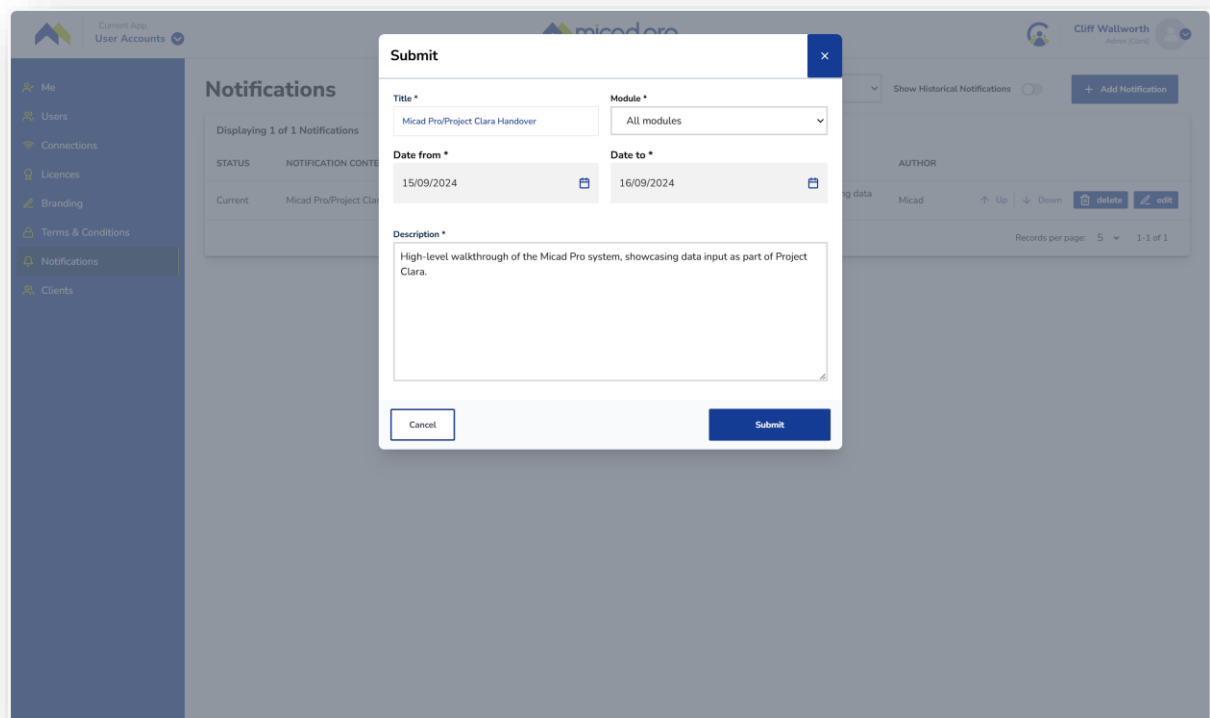 Current App
User Accounts
micad.pro
Cliff Wallworth
Admin [Clara]
Me
Users
Connections
Licences
Branding
Terms & Conditions
Notifications
Clients
Notifications
Show Historical Notifications
+ Add Notification
Displaying 1 of 1 Notifications
STATUS NOTIFICATION CONTE AUTHOR
Current Micad Pro/Project Cla ng data Micad ↑ Up ↓ Down delete edit
Records per page: 5 1-1 of 1
Submit
×
Title * Module *
Micad Pro/Project Clara Handover All modules
Date from * Date to *
15/09/2024 16/09/2024
Description *
High-level walkthrough of the Micad Pro system, showcasing data input as part of Project
Clara.
Cancel Submit